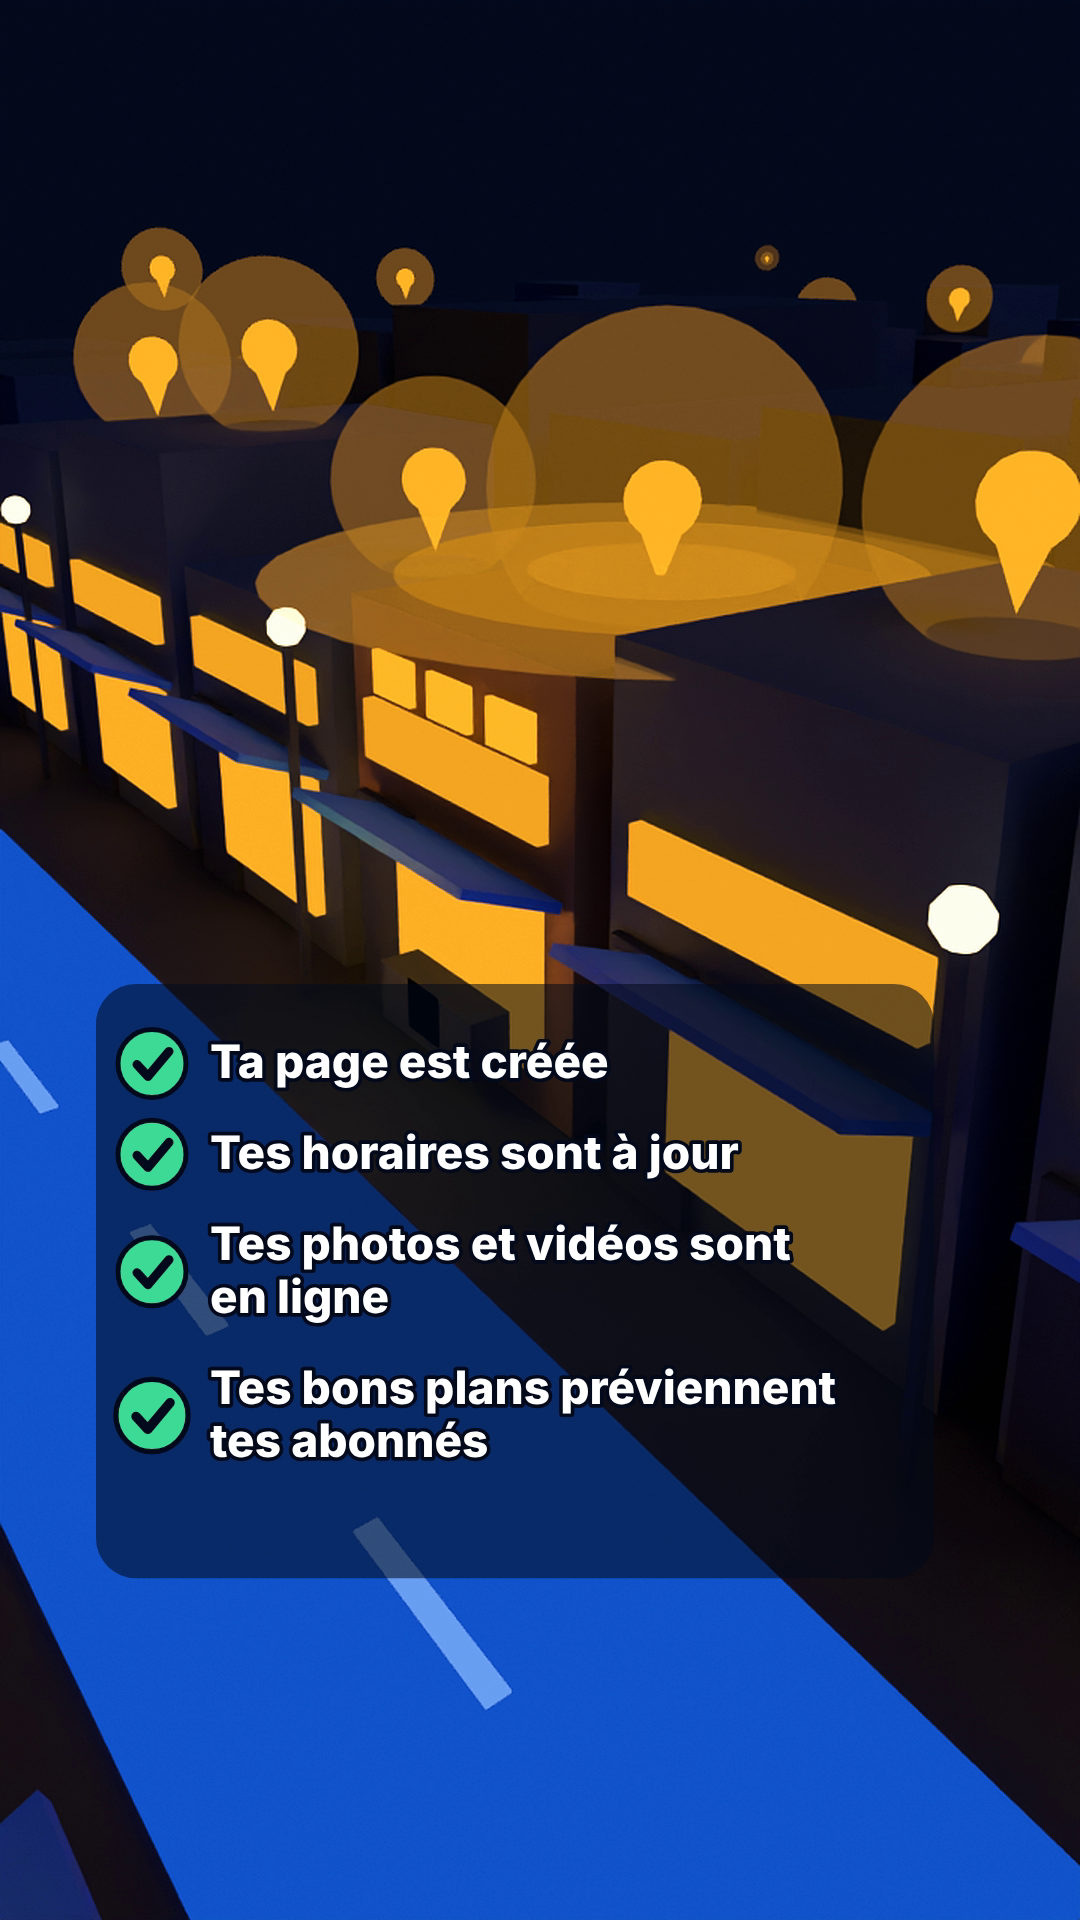 Ta page est créée
Tes horaires sont à jour
Tes photos et vidéos sont
en ligne
Tes bons plans préviennent
tes abonnés